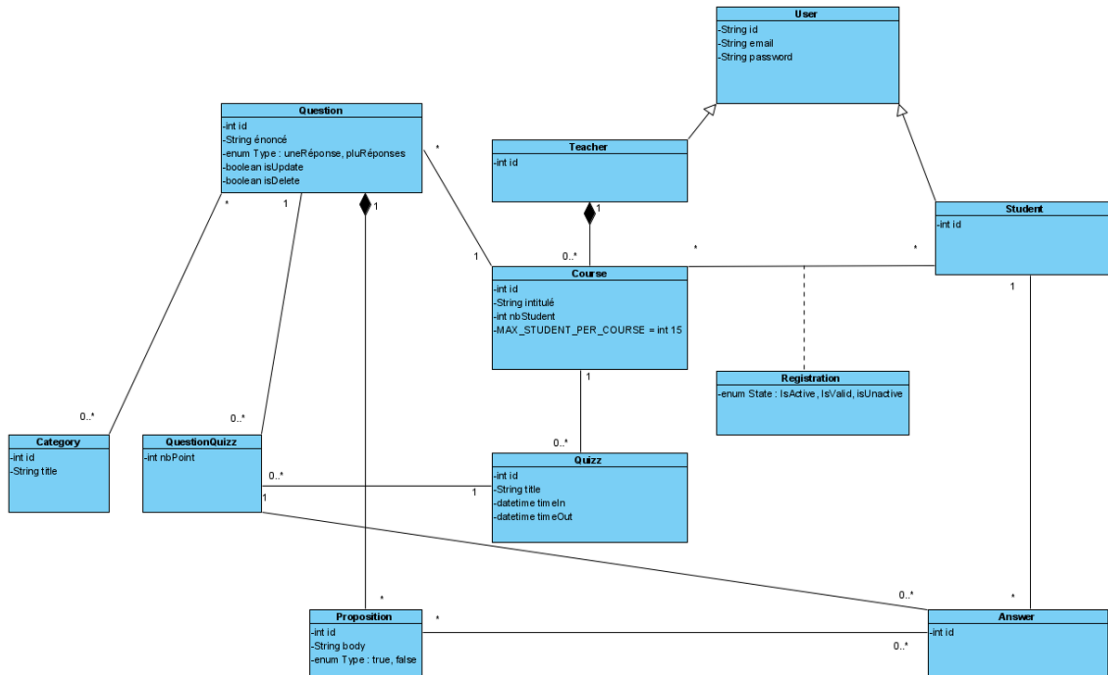 User
-String id
-String email
-String password
Question
-int id
-String énoncé
-enum Type : uneRéponse, pluRéponses
-boolean isUpdate
-boolean isDelete
Teacher
-int id
Student
-int id
*
1
1
*
1
1
0..*
*
*
1
Course
-int id
-String intitulé
-int nbStudent
-MAX_STUDENT_PER_COURSE = int 15
1
Registration
-enum State : IsActive, IsValid, isUnactive
0..*
0..*
0..*
Category
-int id
-String title
QuestionQuizz
-int nbPoint
Quizz
-int id
-String title
-datetime timeIn
-datetime timeOut
0..*
1
1
0..*
*
*
Proposition
-int id
-String body
-enum Type : true, false
*
0..*
Answer
-int id